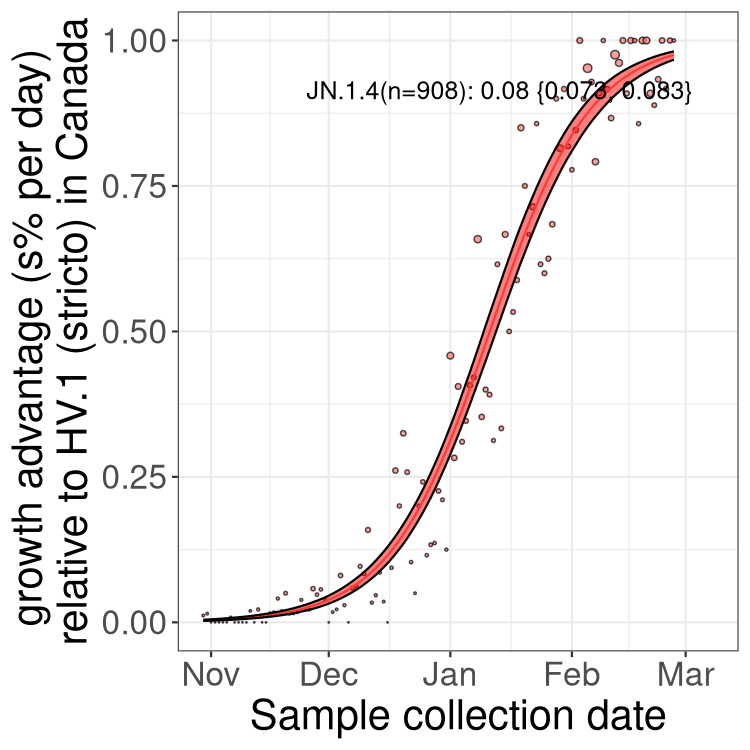 growth advantage (s% per day)
relative to HV.1 (stricto) in Canada
1.00
0.75
0.50
0.25
0.00
JN.1.4(n=908): 0.08 {0.073, 0.083}
Nov Dec Jan Feb Mar
Sample collection date